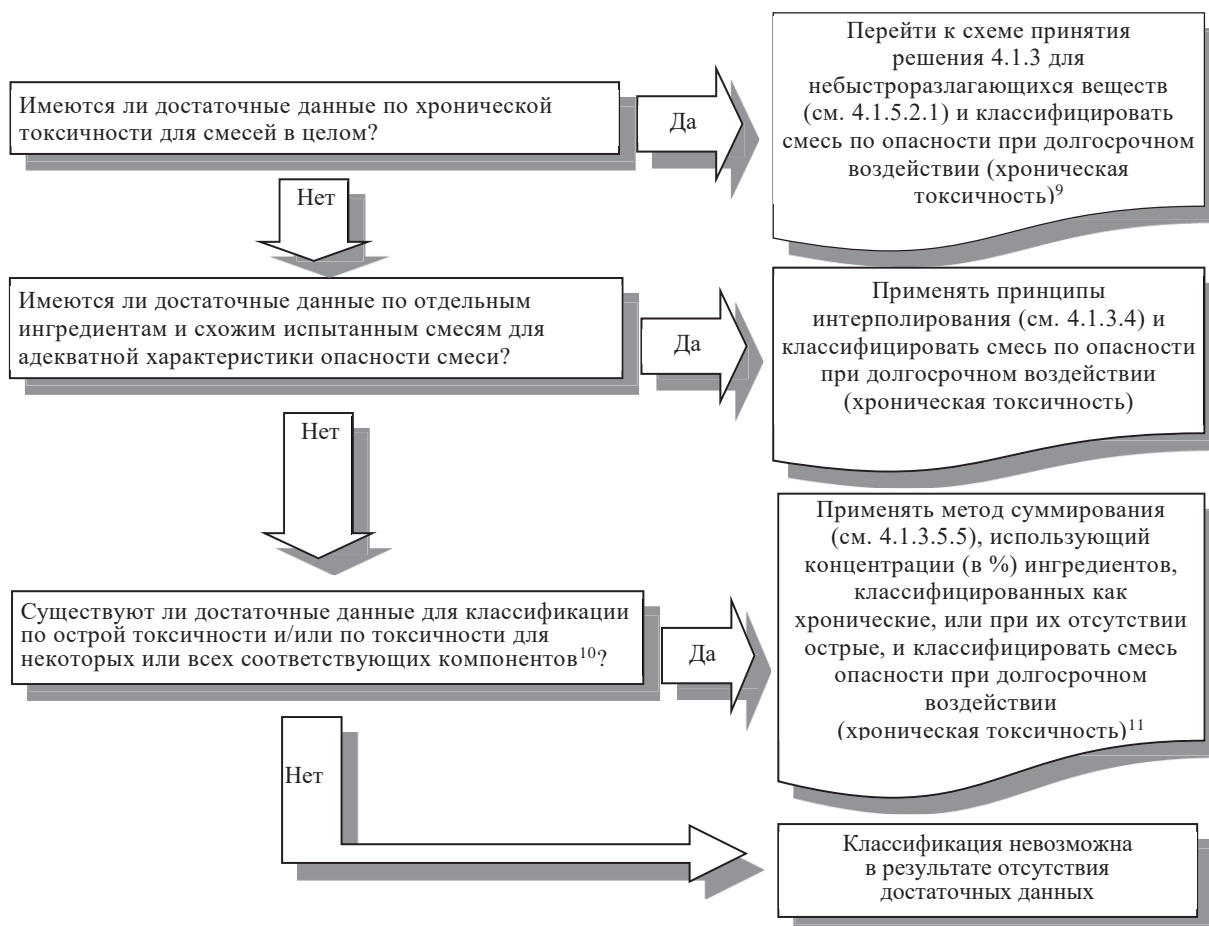 Имеются ли достаточные данные по хронической
токсичности для смесей в целом?
Да
Перейти к схеме принятия
решения 4.1.3 для
небыстроразлагающихся веществ
(см. 4.1.5.2.1) и классифицировать
смесь по опасности при долгосрочном
воздействии (хроническая
токсичность)⁹
Нет
Имеются ли достаточные данные по отдельным
ингредиентам и схожим испытанным смесям для
адекватной характеристики опасности смеси?
Да
Применять принципы
интерполирования (см. 4.1.3.4) и
классифицировать смесь по опасности
при долгосрочном воздействии
(хроническая токсичность)
Нет
Существуют ли достаточные данные для классификации
по острой токсичности и/или по токсичности для
некоторых или всех соответствующих компонентов¹⁰?
Да
Применять метод суммирования
(см. 4.1.3.5.5), использующий
концентрации (в %) ингредиентов,
классифицированных как
хронические, или при их отсутствии
острые, и классифицировать смесь
опасности при долгосрочном
воздействии
(хроническая токсичность)¹¹
Нет
Классификация невозможна
в результате отсутствия
достаточных данных